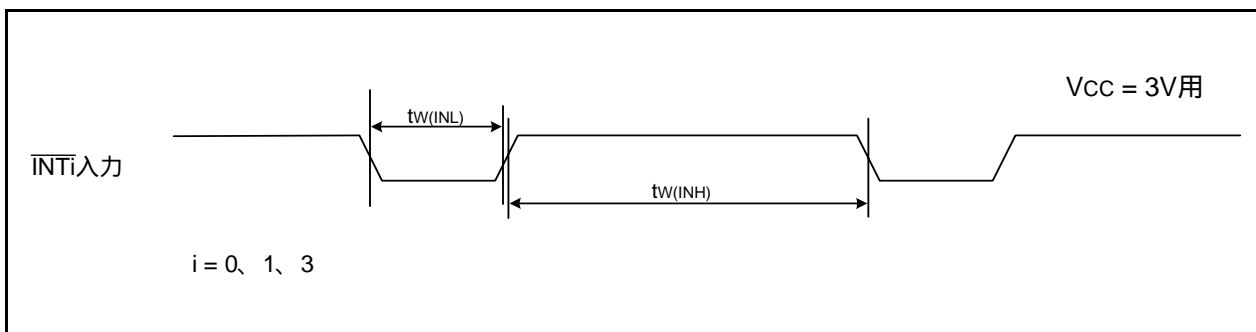 VCC = 3V用
tW(INL)
INTi入力
tW(INH)
i = 0、1、3